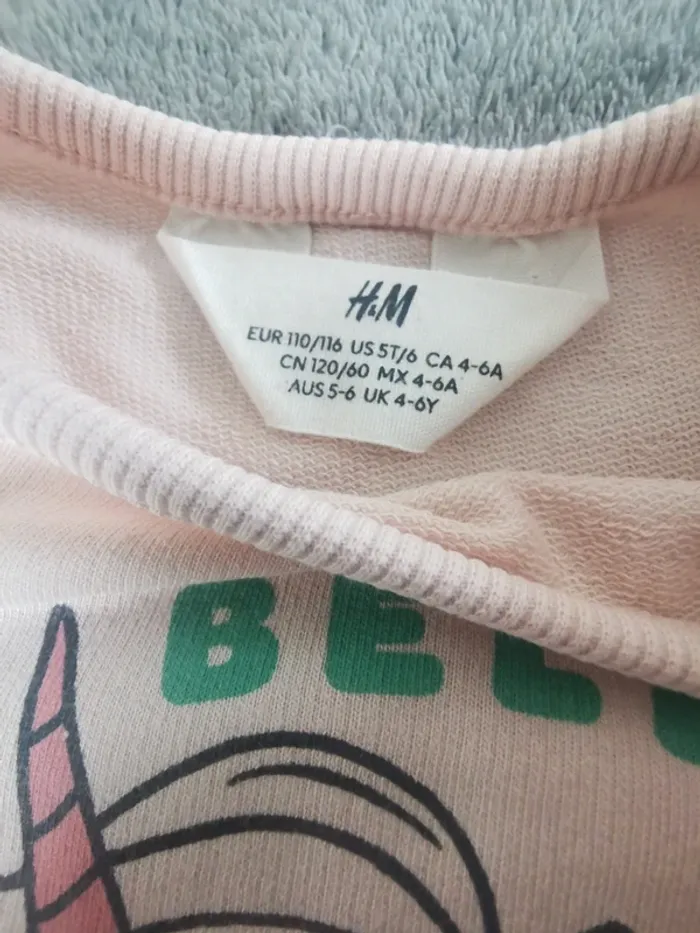 H&M
EUR 110/116 US 5T/6 CA 4-6A
CN 120/60 MX 4-6A
AUS 5-6 UK 4-6Y